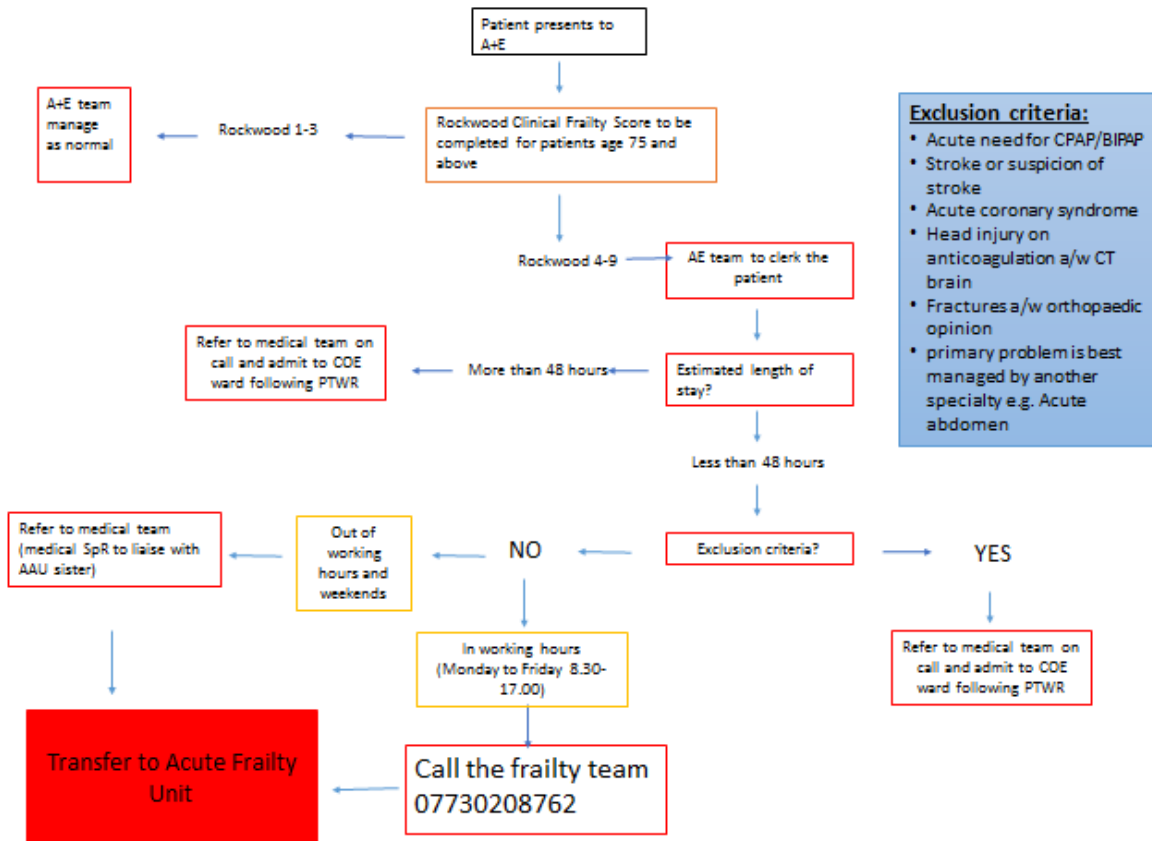 Patient presents to
A+E
A+E team
manage
as normal
Rockwood 1-3
Rockwood Clinical Frailty Score to be
completed for patients age 75 and
above
Exclusion criteria:
• Acute need for CPAP/BIPAP
• Stroke or suspicion of
stroke
• Acute coronary syndrome
• Head injury on
anticoagulation a/w CT
brain
• Fractures a/w orthopaedic
opinion
• primary problem is best
managed by another
specialty e.g. Acute
abdomen
Rockwood 4-9
AE team to clerk the
patient
Refer to medical team on
call and admit to COE
ward following PTWR
More than 48 hours
Estimated length of
stay?
Less than 48 hours
Refer to medical team
(medical SpR to liaise with
AAU sister)
Out of
working
hours and
weekends
NO
Exclusion criteria?
YES
In working hours
(Monday to Friday 8.30-
17.00)
Refer to medical team on
call and admit to COE
ward following PTWR
Transfer to Acute Frailty
Unit
Call the frailty team
07730208762